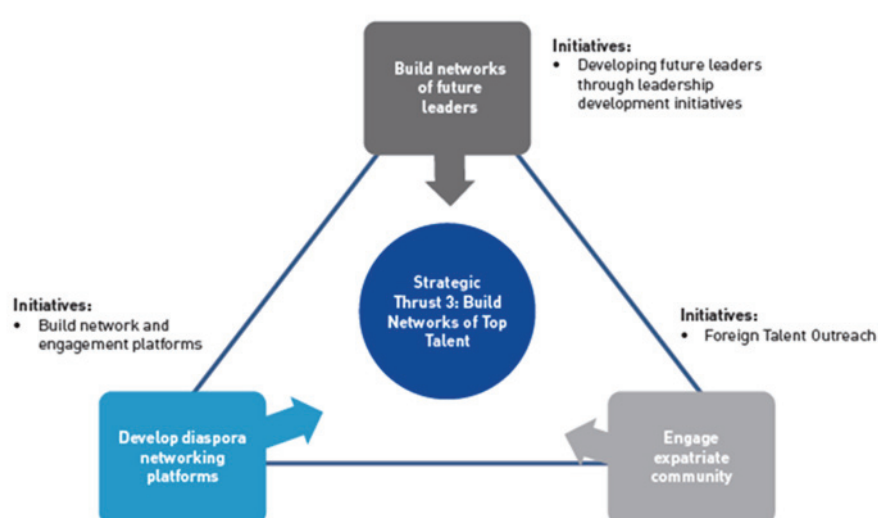 Build networks
of future
leaders
Initiatives:
• Developing future leaders
through leadership
development initiatives
Strategic
Thrust 3: Build
Networks of Top
Talent
Initiatives:
• Build network and
engagement platforms
Initiatives:
• Foreign Talent Outreach
Develop diaspora
networking
platforms
Engage
expatriate
community